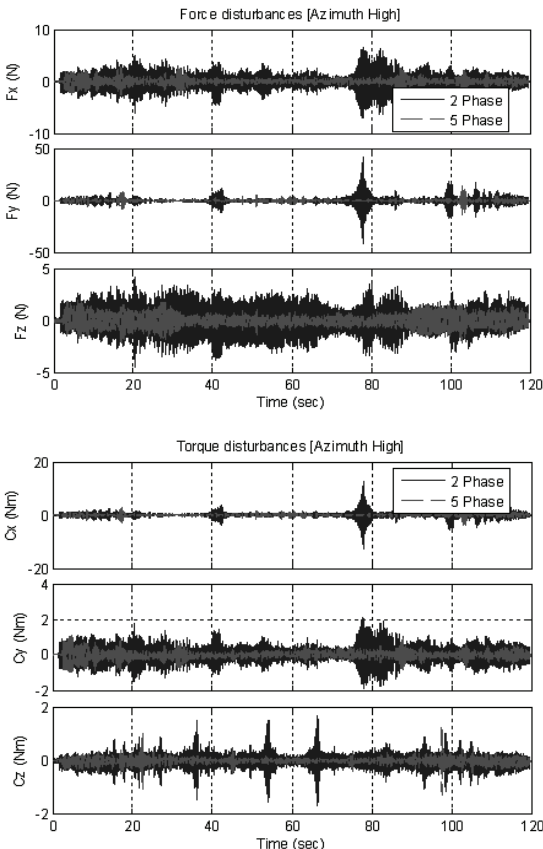 Force disturbances [Azimuth High]
10
0
-10
Fx (N)
2 Phase
5 Phase
50
0
-50
Fy (N)
5
0
-5
Fz (N)
0 20 40 60 80 100 120
Time (sec)
Torque disturbances [Azimuth High]
20
0
-20
Cx (Nm)
2 Phase
5 Phase
4
2
0
-2
Cy (Nm)
2
0
-2
Cz (Nm)
0 20 40 60 80 100 120
Time (sec)